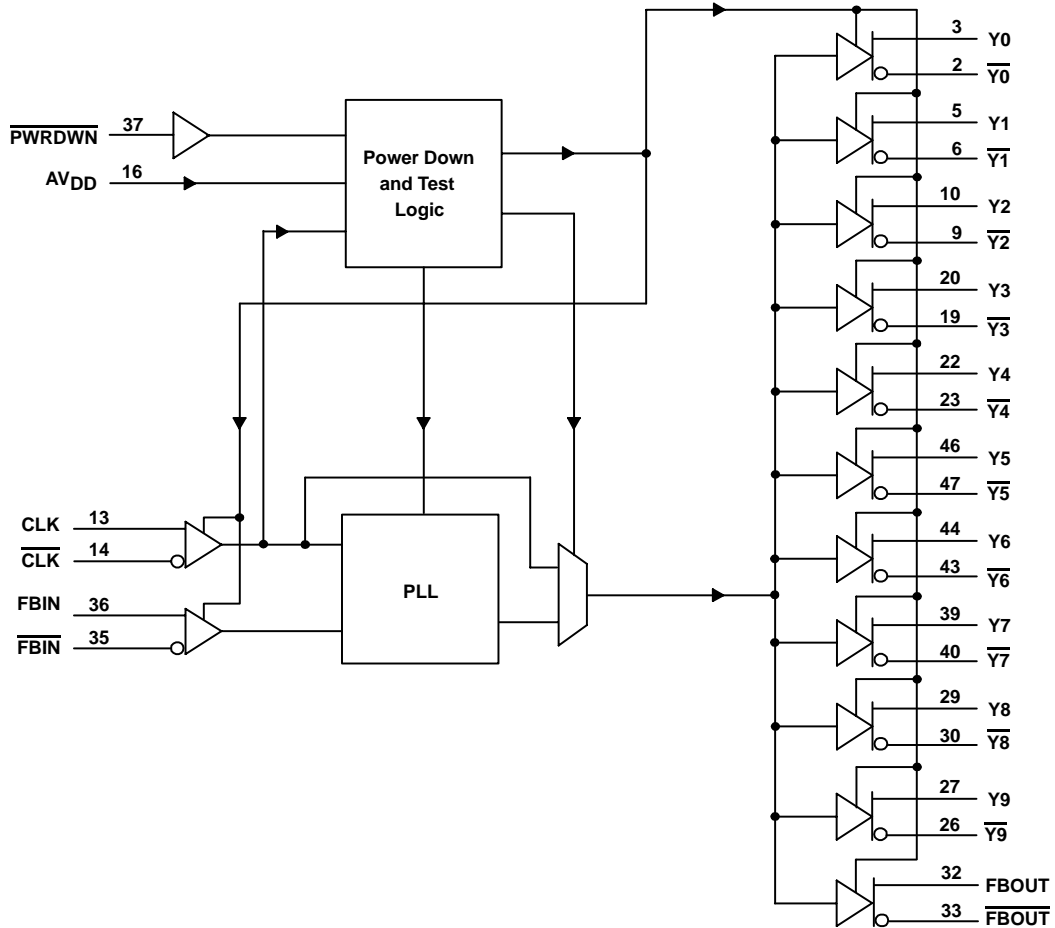 3 Y0
2 Y0
PWRDWN 37
5 Y1
AVDD 16
Power Down
and Test
Logic
6 Y1
10 Y2
9 Y2
20 Y3
19 Y3
22 Y4
23 Y4
46 Y5
47 Y5
CLK 13
CLK 14
44 Y6
43 Y6
FBIN 36
FBIN 35
PLL
39 Y7
40 Y7
29 Y8
30 Y8
27 Y9
26 Y9
32 FBOUT
33 FBOUT